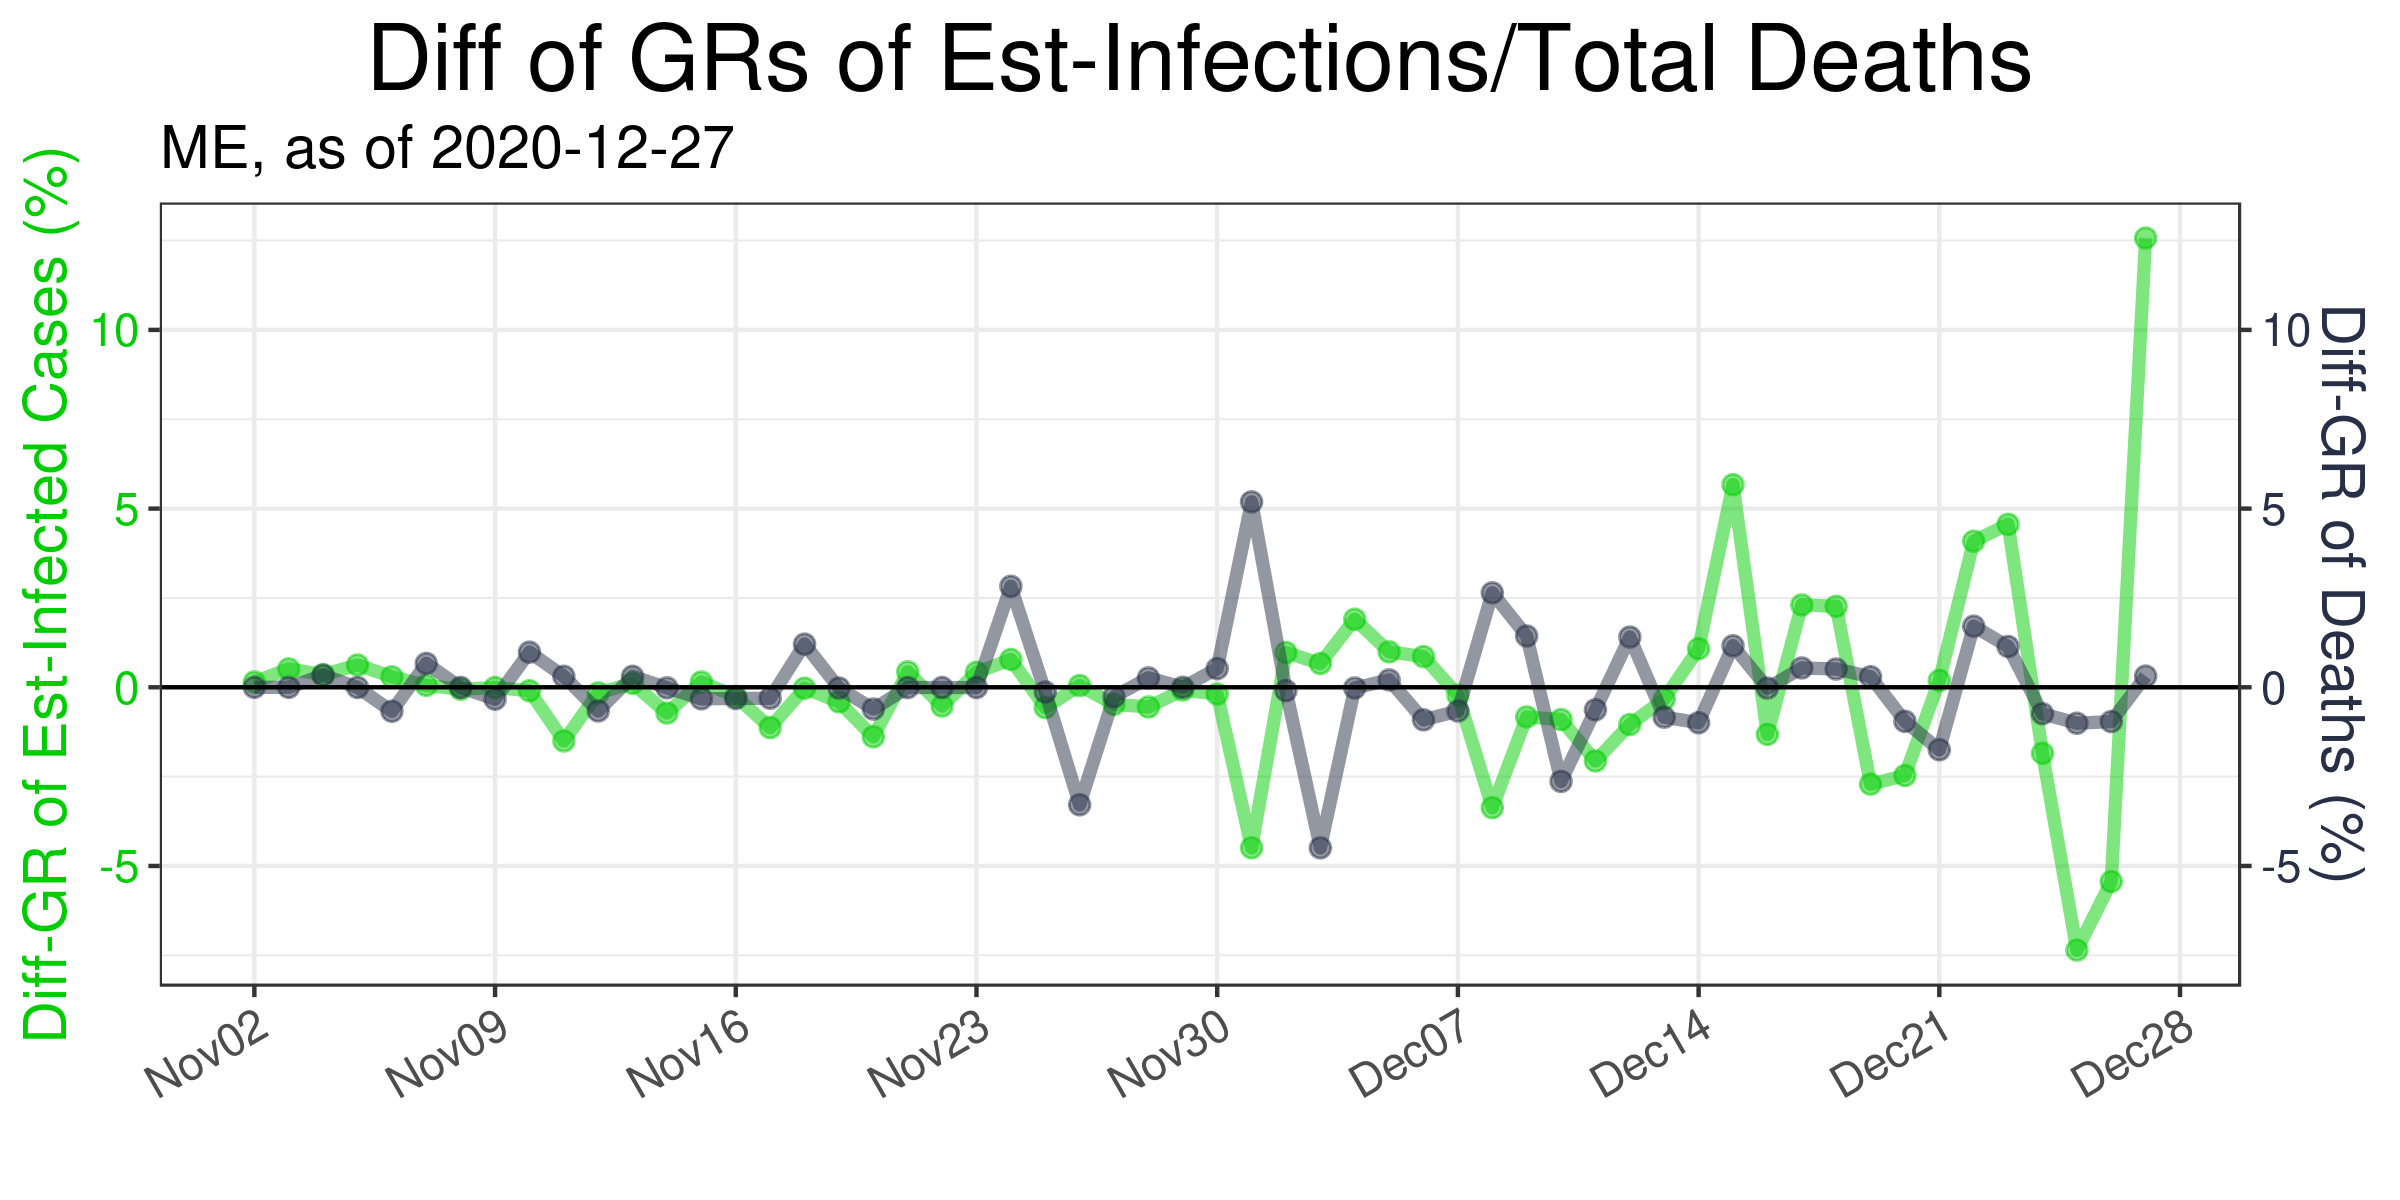 Diff of GRs of Est-Infections/Total Deaths
ME, as of 2020-12-27
Diff-GR of Est-Infected Cases (%)
10
5
0
-5
10
5
0
-5
Diff-GR of Deaths (%)
Nov02
Nov09
Nov16
Nov23
Nov30
Dec07
Dec14
Dec21
Dec28